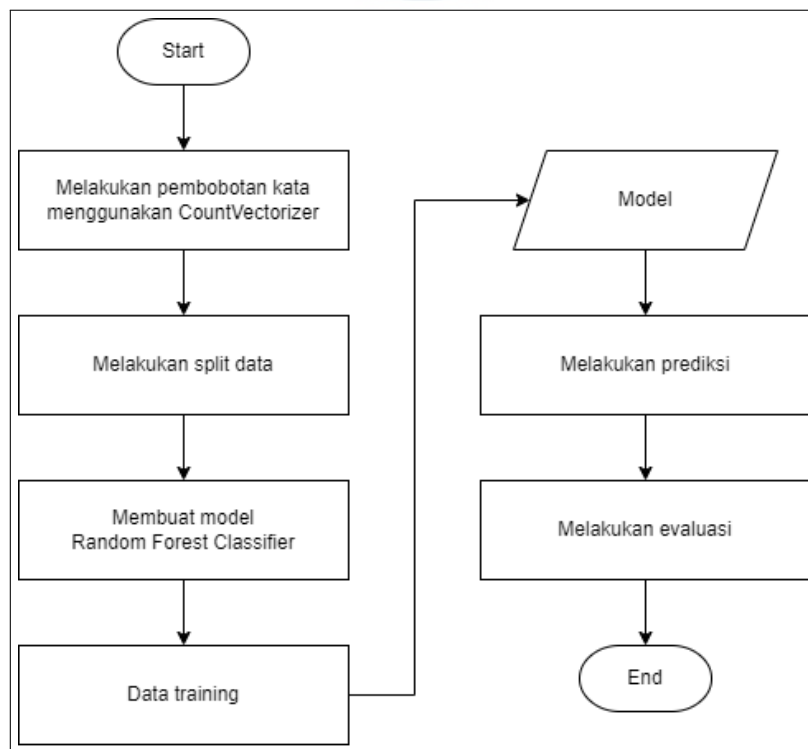 Start
Melakukan pembobotan kata
menggunakan CountVectorizer
Melakukan split data
Membuat model
Random Forest Classifier
Data training
Model
Melakukan prediksi
Melakukan evaluasi
End